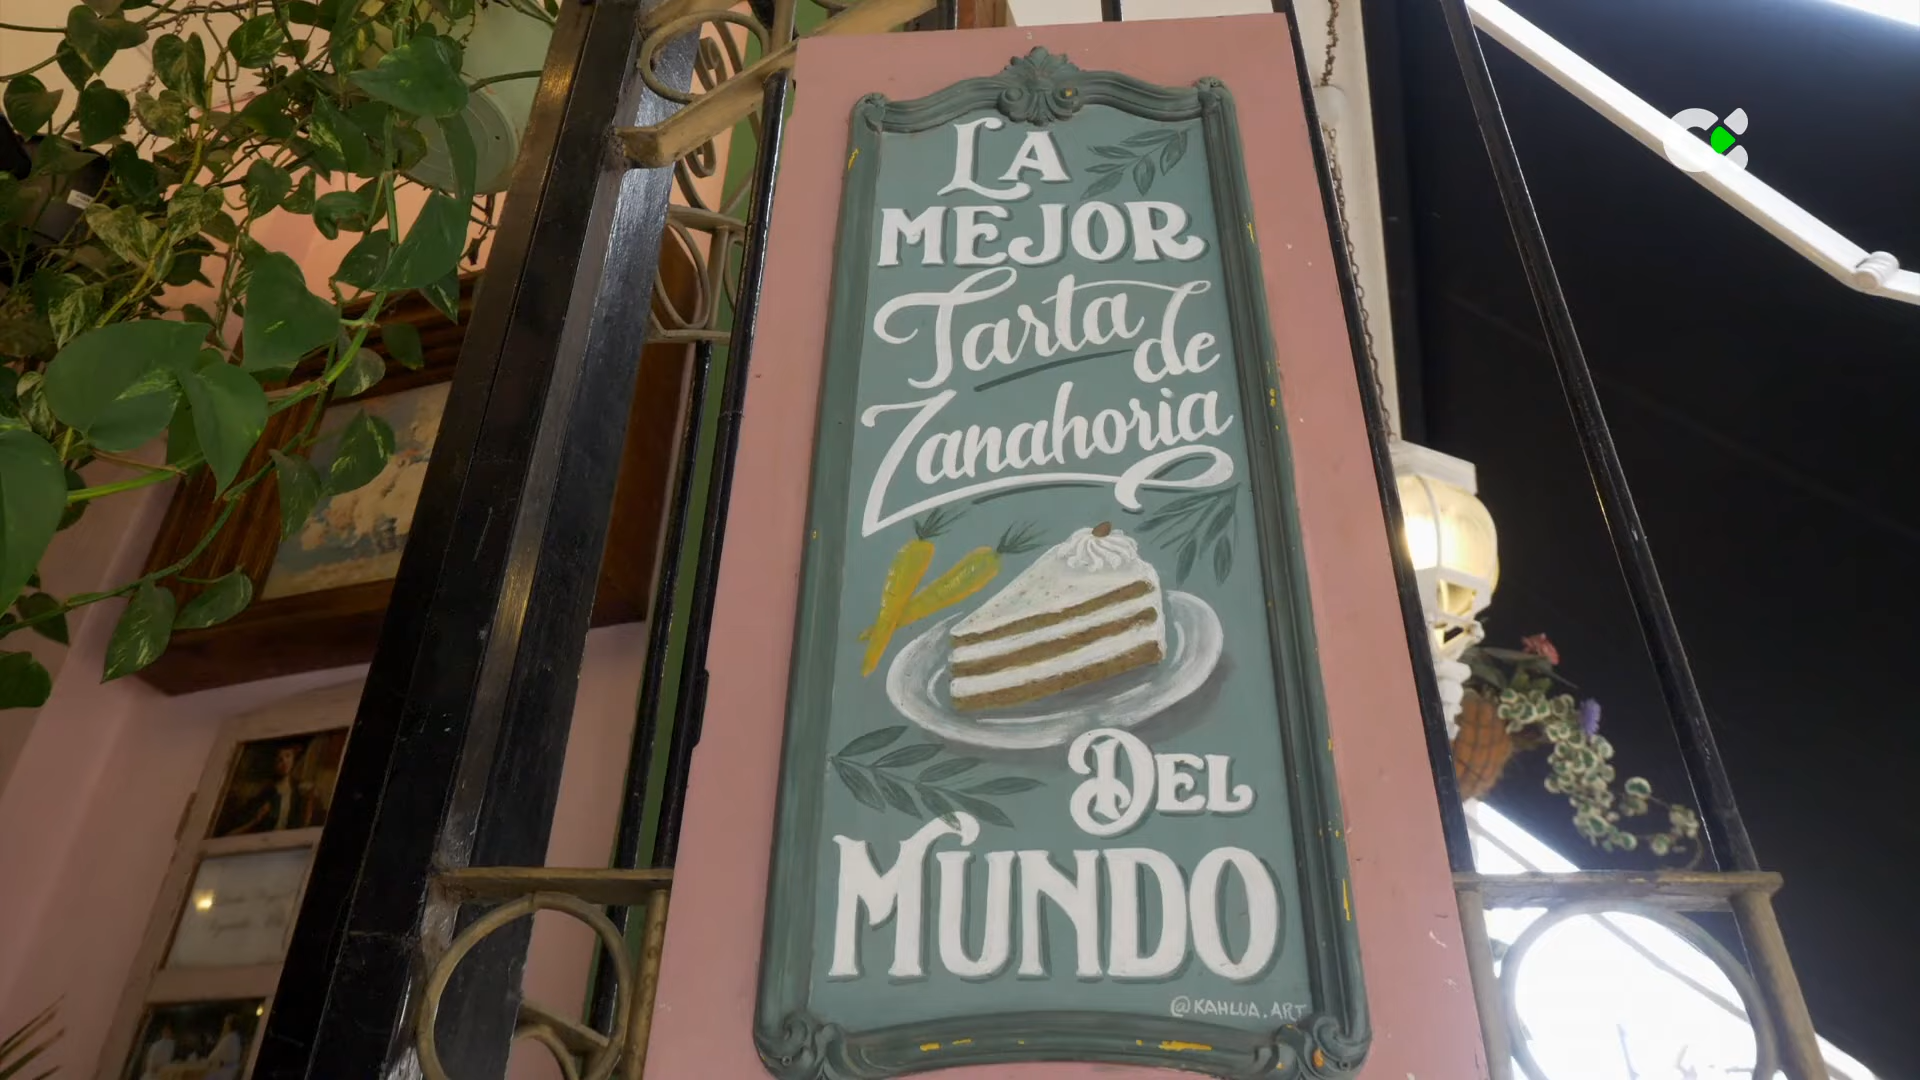 LA
MEJOR
Tarta de
Zanahoria
DEL
MUNDO
@KAHLUA.ART